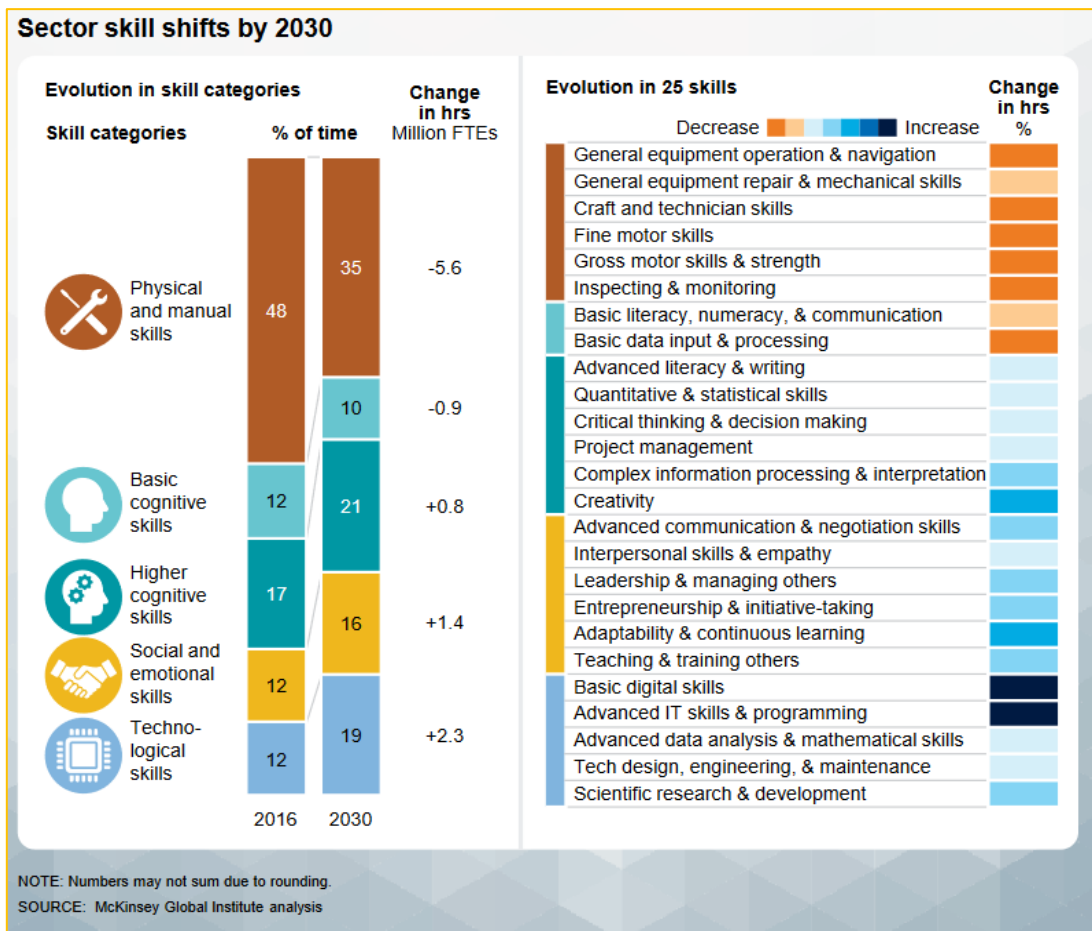 Sector skill shifts by 2030
Evolution in skill categories
Skill categories
% of time
Change
in hrs
Million FTEs
Physical
and manual
skills
48
35
-5.6
Basic
cognitive
skills
12
10
-0.9
Higher
cognitive
skills
17
21
+0.8
Social and
emotional
skills
12
16
+1.4
Techno-
logical
skills
12
19
+2.3
2016
2030
Evolution in 25 skills
Change
in hrs
%
Decrease
Increase
General equipment operation & navigation
General equipment repair & mechanical skills
Craft and technician skills
Fine motor skills
Gross motor skills & strength
Inspecting & monitoring
Basic literacy, numeracy, & communication
Basic data input & processing
Advanced literacy & writing
Quantitative & statistical skills
Critical thinking & decision making
Project management
Complex information processing & interpretation
Creativity
Advanced communication & negotiation skills
Interpersonal skills & empathy
Leadership & managing others
Entrepreneurship & initiative-taking
Adaptability & continuous learning
Teaching & training others
Basic digital skills
Advanced IT skills & programming
Advanced data analysis & mathematical skills
Tech design, engineering, & maintenance
Scientific research & development
NOTE: Numbers may not sum due to rounding.
SOURCE: McKinsey Global Institute analysis